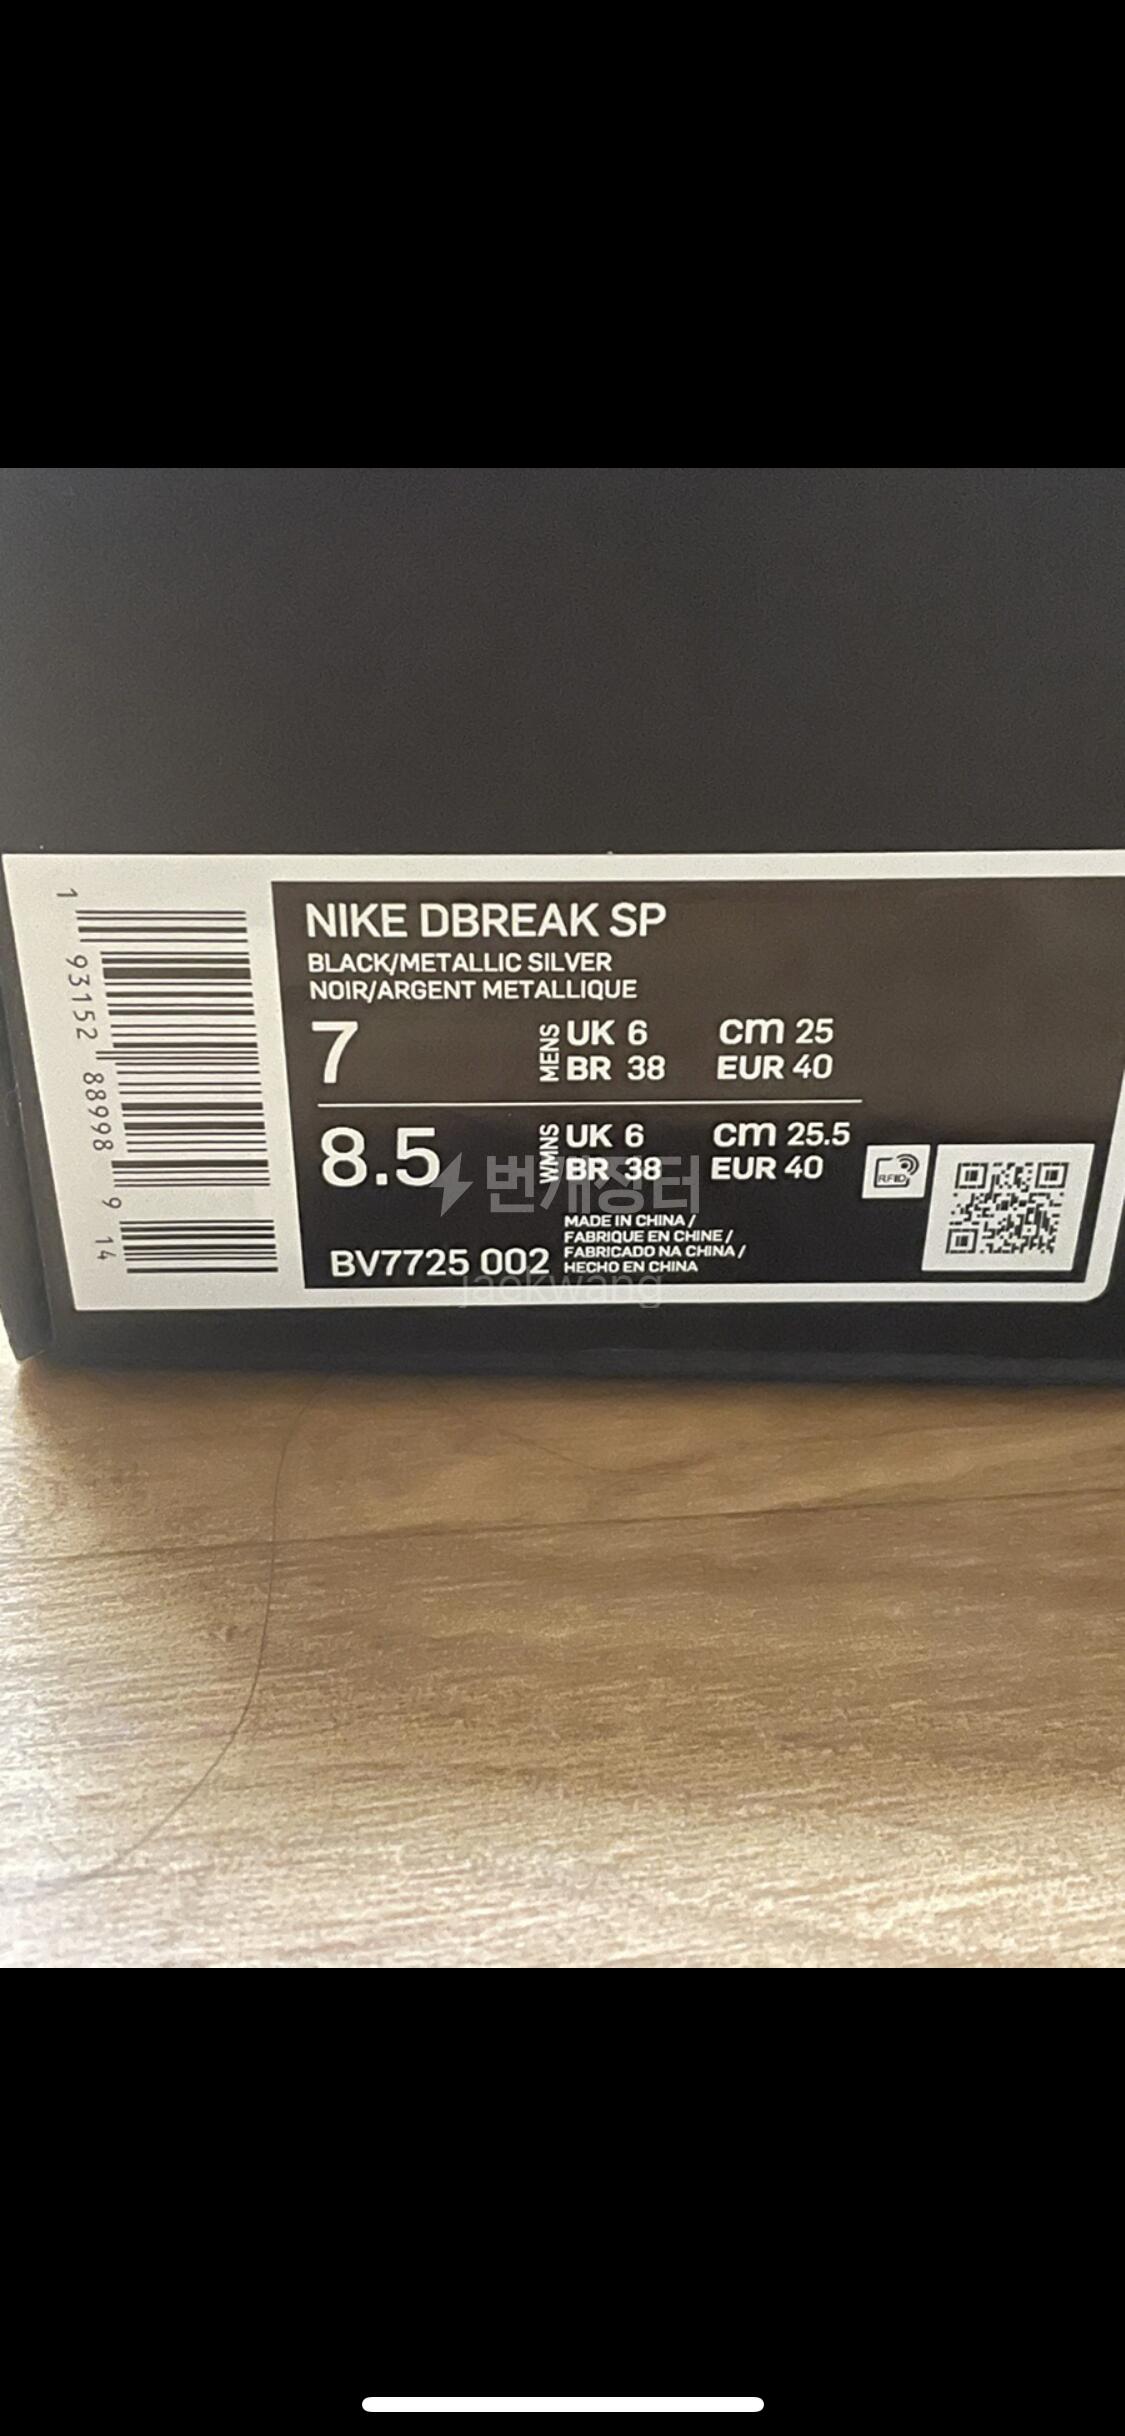 NIKE DBREAK SP
BLACK/METALLIC SILVER
NOIR/ARGENT METALLIQUE
7 MENS UK 6 cm 25
BR 38 EUR 40
8.5 WMNS UK 6 cm 25.5
BR 38 EUR 40
번개장터
RFID
MADE IN CHINA /
FABRIQUE EN CHINE /
FABRICADO NA CHINA /
HECHO EN CHINA
BV7725 002
jackwang
1 93152 88998 9 14